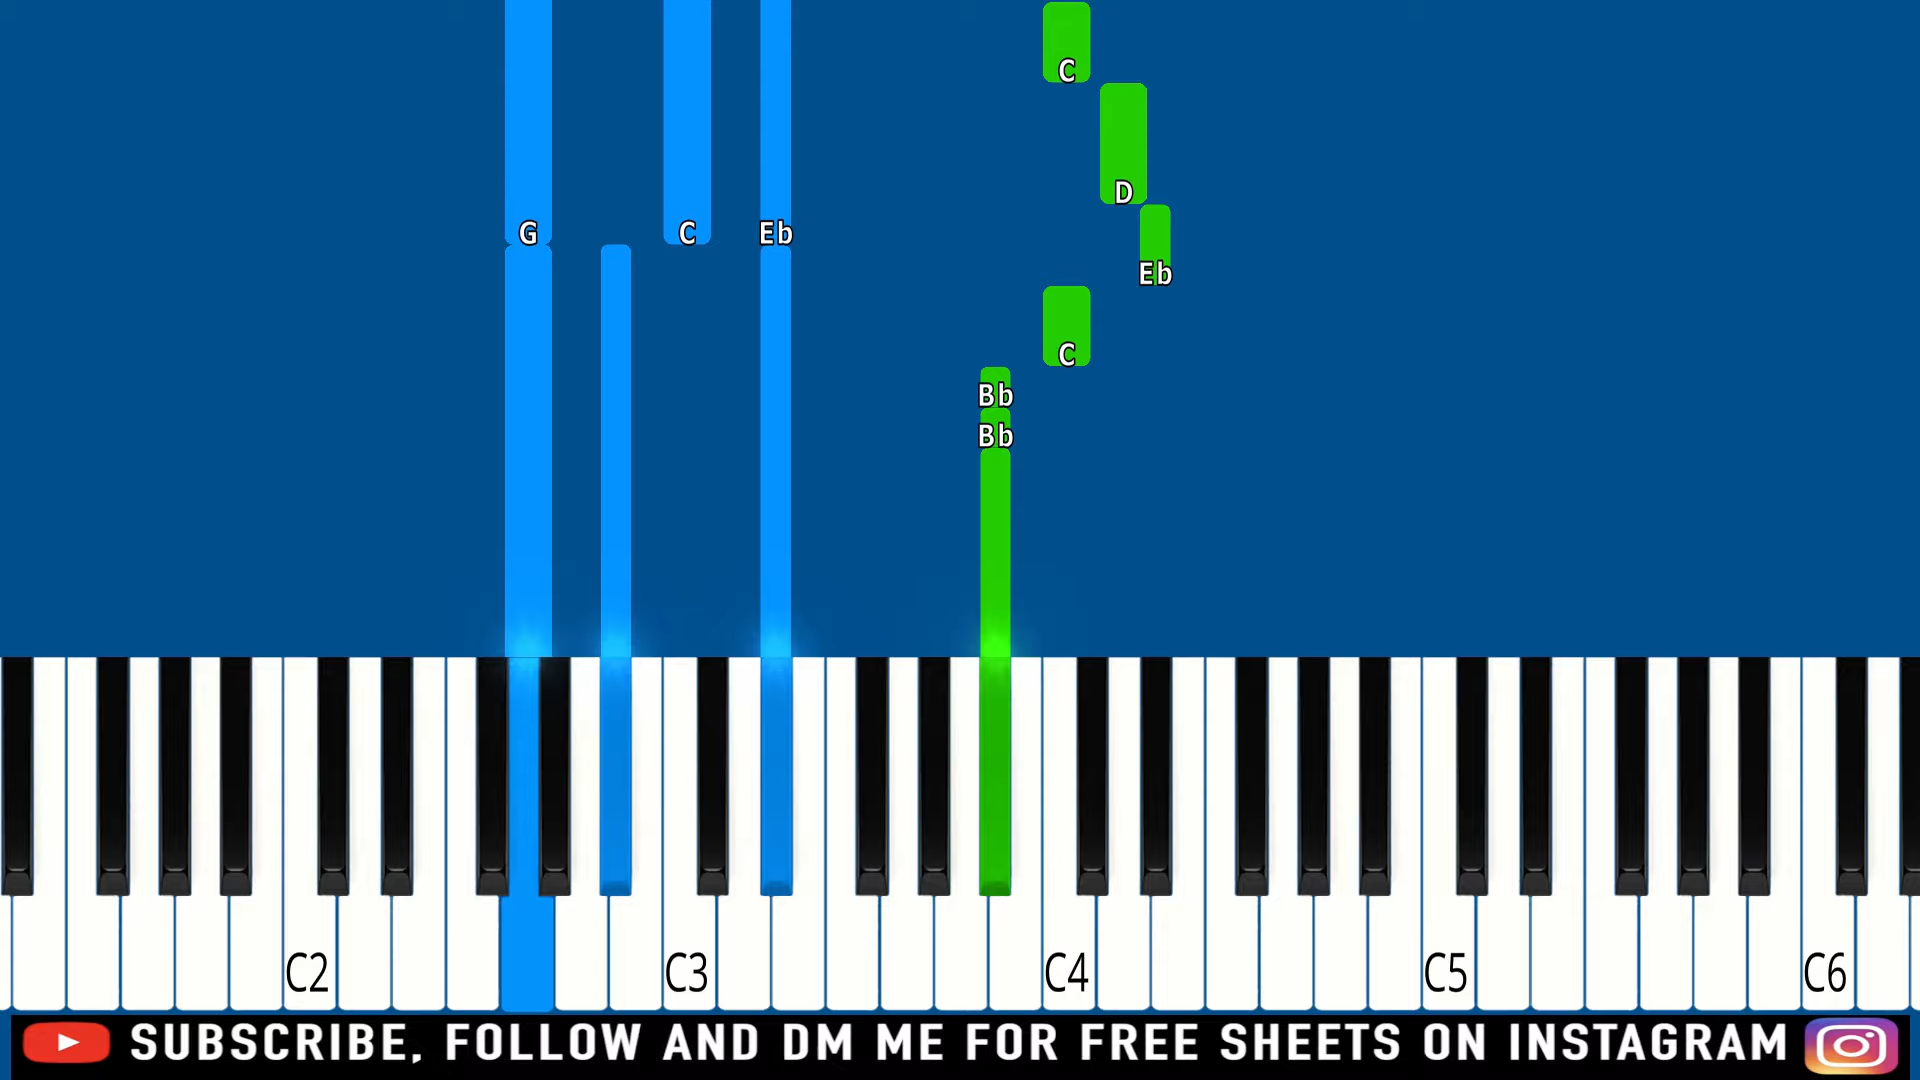 C
D
G C Eb
Eb
C
Bb
Bb
C2 C3 C4 C5 C6
SUBSCRIBE, FOLLOW AND DM ME FOR FREE SHEETS ON INSTAGRAM